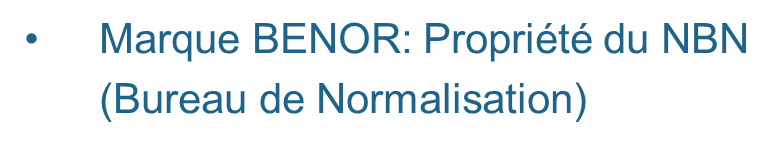 • Marque BENOR: Propriété du NBN
(Bureau de Normalisation)